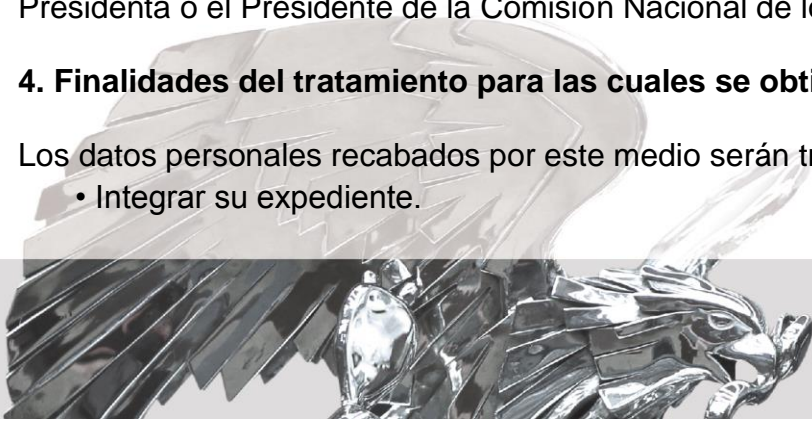 Presidenta o el Presidente de la Comisión Nacional de lo
4. Finalidades del tratamiento para las cuales se obti
Los datos personales recabados por este medio serán tr
• Integrar su expediente.